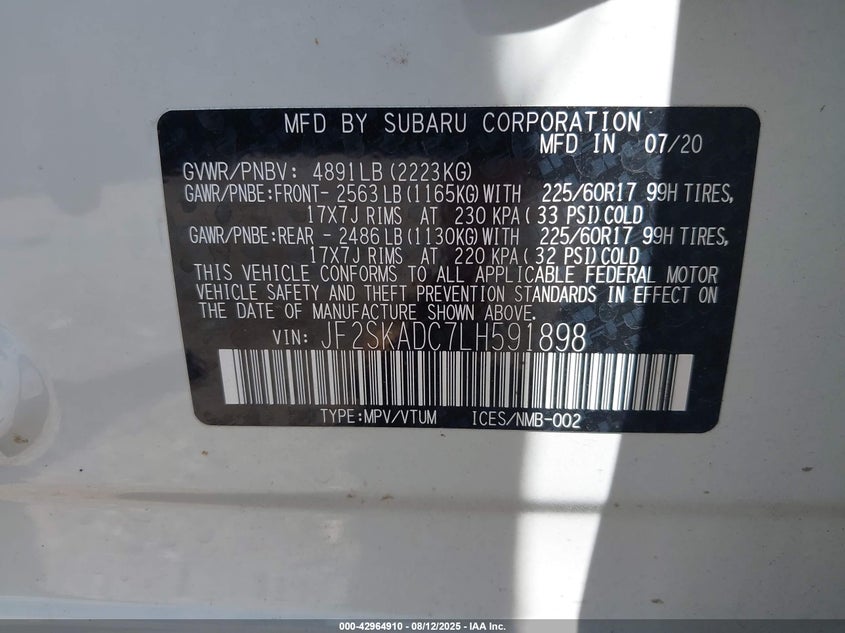 MFD BY SUBARU CORPORATION
MFD IN 07/20
GVWR/PNBV: 4891LB (2223KG)
GAWR/PNBE:FRONT- 2563LB (1165KG)WITH 225/60R17 99H TIRES,
17X7J RIMS AT 230 KPA( 33 PSI)COLD
GAWR/PNBE:REAR - 2486LB (1130KG)WITH 225/60R17 99H TIRES,
17X7J RIMS AT 220 KPA( 32 PSI)COLD
THIS VEHICLE CONFORMS TO ALL APPLICABLE FEDERAL MOTOR
VEHICLE SAFETY AND THEFT PREVENTION STANDARDS IN EFFECT ON
THE DATE OF MANUFACTURE SHOWN ABOVE.
VIN: JF2SKADC7LH591898
TYPE:MPV/VTUM ICES/NMB-002
000-42964910 - 08/12/2025 - IAA Inc.